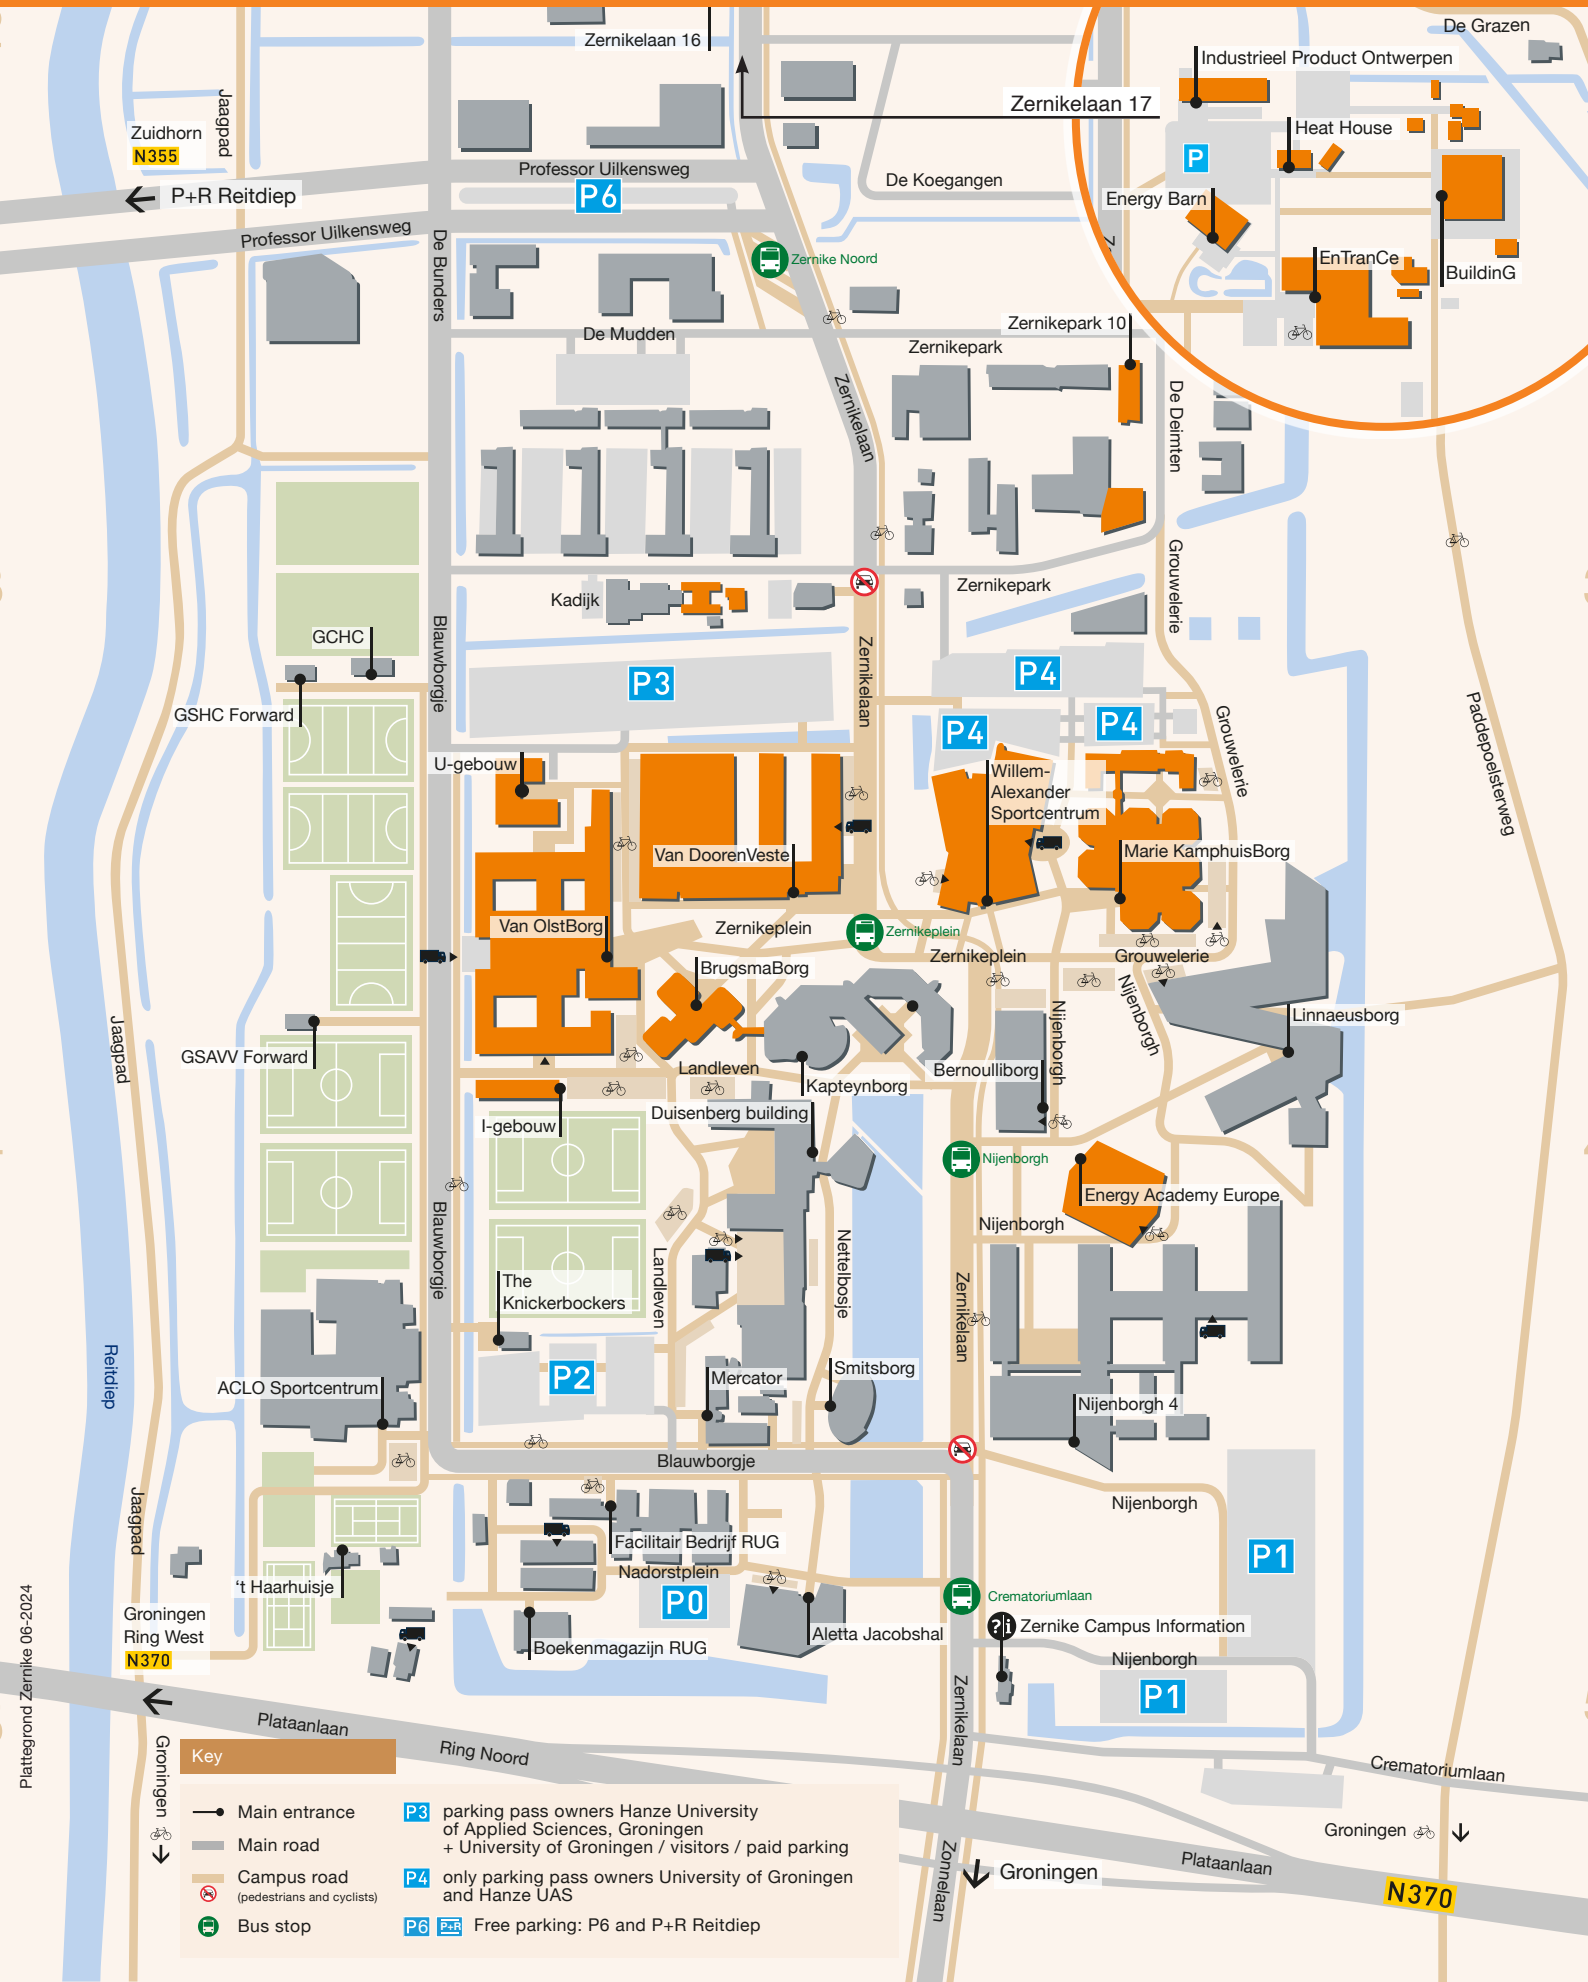 De Grazen
Zernikelaan 16
Industrieel Product Ontwerpen
Zernikelaan 17
Jaagpad
Zuidhorn
N355
Heat House
P
Professor Uilkensweg
De Koegangen
P6
P+R Reitdiep
Energy Barn
Professor Uilkensweg
De Bunders
Zernike Noord
EnTranCe
BuildinG
Zernikepark 10
De Mudden
Zernikepark
Zernikelaan
De Deimten
Grouwelerie
Zernikepark
Kadijk
Blauwborgje
GCHC
Zernikelaan
P3
P4
GSHC Forward
P4
P4
Grouwelerie
Paddepoelsterweg
U-gebouw
Willem-
Alexander
Sportcentrum
Van DoorenVeste
Marie KamphuisBorg
Van OlstBorg
Zernikeplein
Zernikeplein
Zernikeplein
Grouwelerie
BrugsmaBorg
Nijenborgh
Nijenborgh
Linnaeusborg
Jaagpad
GSAVV Forward
Landleven
Bernoulliborg
Kapteynborg
Duisenberg building
I-gebouw
Nijenborgh
Energy Academy Europe
Nijenborgh
Blauwborgje
Landleven
Nettelbosje
Zernikelaan
The
Knickerbockers
Reitdiep
P2
Mercator
Smitsborg
ACLO Sportcentrum
Nijenborgh 4
Blauwborgje
Jaagpad
Nijenborgh
Facilitair Bedrijf RUG
P1
Nadorstplein
't Haarhuisje
P0
Crematoriumlaan
Groningen
Ring West
N370
Zernike Campus Information
Aletta Jacobshal
Boekenmagazijn RUG
Nijenborgh
P1
Plattegrond Zernike 06-2024
Zernikelaan
Plataanlaan
Ring Noord
Groningen
Crematoriumlaan
Key
Main entrance
Main road
Campus road
(pedestrians and cyclists)
Bus stop
P3 parking pass owners Hanze University
of Applied Sciences, Groningen
+ University of Groningen / visitors / paid parking
P4 only parking pass owners University of Groningen
and Hanze UAS
P6 P+R Free parking: P6 and P+R Reitdiep
Groningen
Zonnelaan
Groningen
Plataanlaan
N370